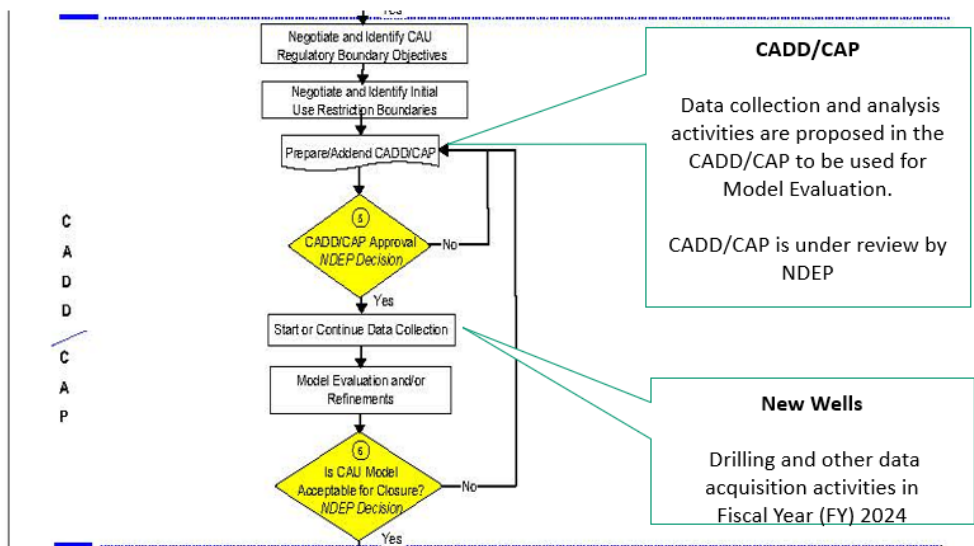 Yes
Negotiate and Identify CAU
Regulatory Boundary Objectives
Negotiate and Identify Initial
Use Restriction Boundaries
Prepare/Addend CADD/CAP
5
CADD/CAP Approval
NDEP Decision
No
Yes
Start or Continue Data Collection
Model Evaluation and/or
Refinements
6
Is CAU Model
Acceptable for Closure?
NDEP Decision
No
Yes
C
A
D
D
/
C
A
P
CADD/CAP
Data collection and analysis
activities are proposed in the
CADD/CAP to be used for
Model Evaluation.
CADD/CAP is under review by
NDEP
New Wells
Drilling and other data
acquisition activities in
Fiscal Year (FY) 2024